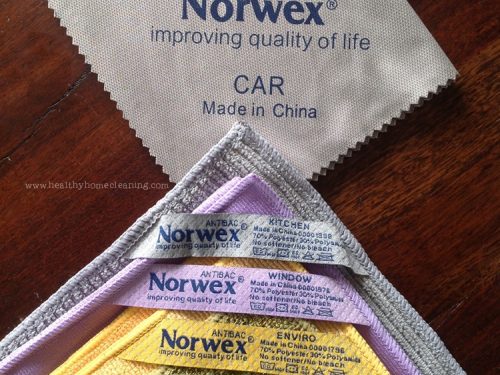 Norwex®
improving quality of life
CAR
Made in China
www.healthyhomecleaning.com
ANTIBAC
Norwex®
improving quality of life
KITCHEN
Made in China
70% Polyester 30% Polyamide
No softener/No bleach
ANTIBAC
Norwex®
improving quality of life
WINDOW
Made in China
70% Polyester 30% Polyamide
No softener/No bleach
ANTIBAC
Norwex®
improving quality of life
ENVIRO
Made in China
70% Polyester 30% Polyamide
No softener/No bleach